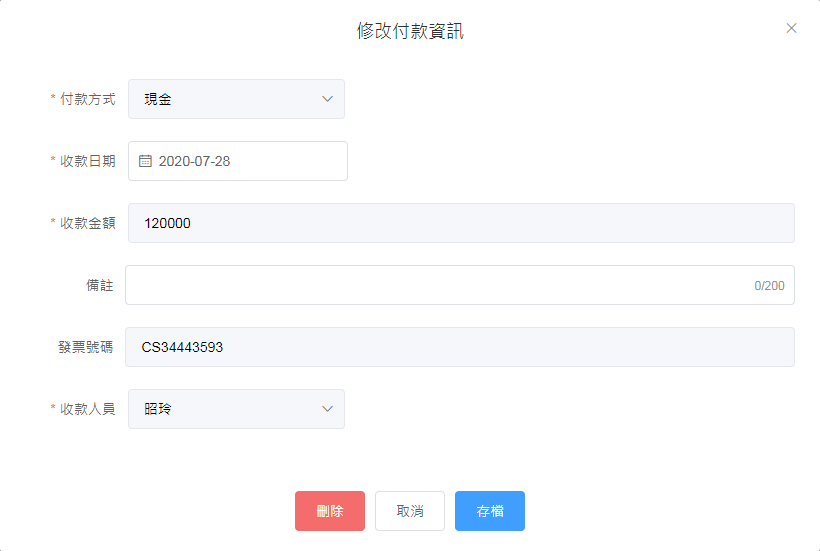 修改付款資訊
* 付款方式 現金
* 收款日期 2020-07-28
* 收款金額 120000
備註 0/200
發票號碼 CS34443593
* 收款人員 昭玲
刪除 取消 存檔